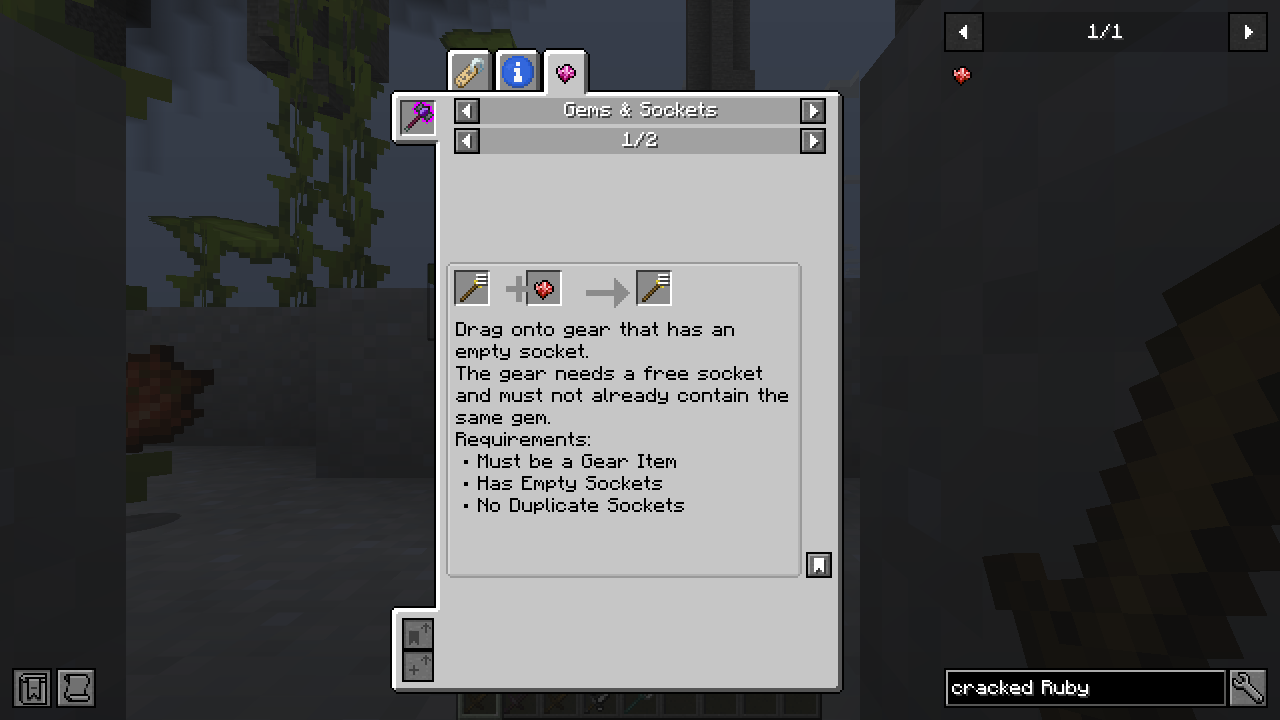 1/1
Gems & Sockets
1/2
Drag onto gear that has an
empty socket.
The gear needs a free socket
and must not already contain the
same gem.
Requirements:
• Must be a Gear Item
• Has Empty Sockets
• No Duplicate Sockets
cracked Ruby